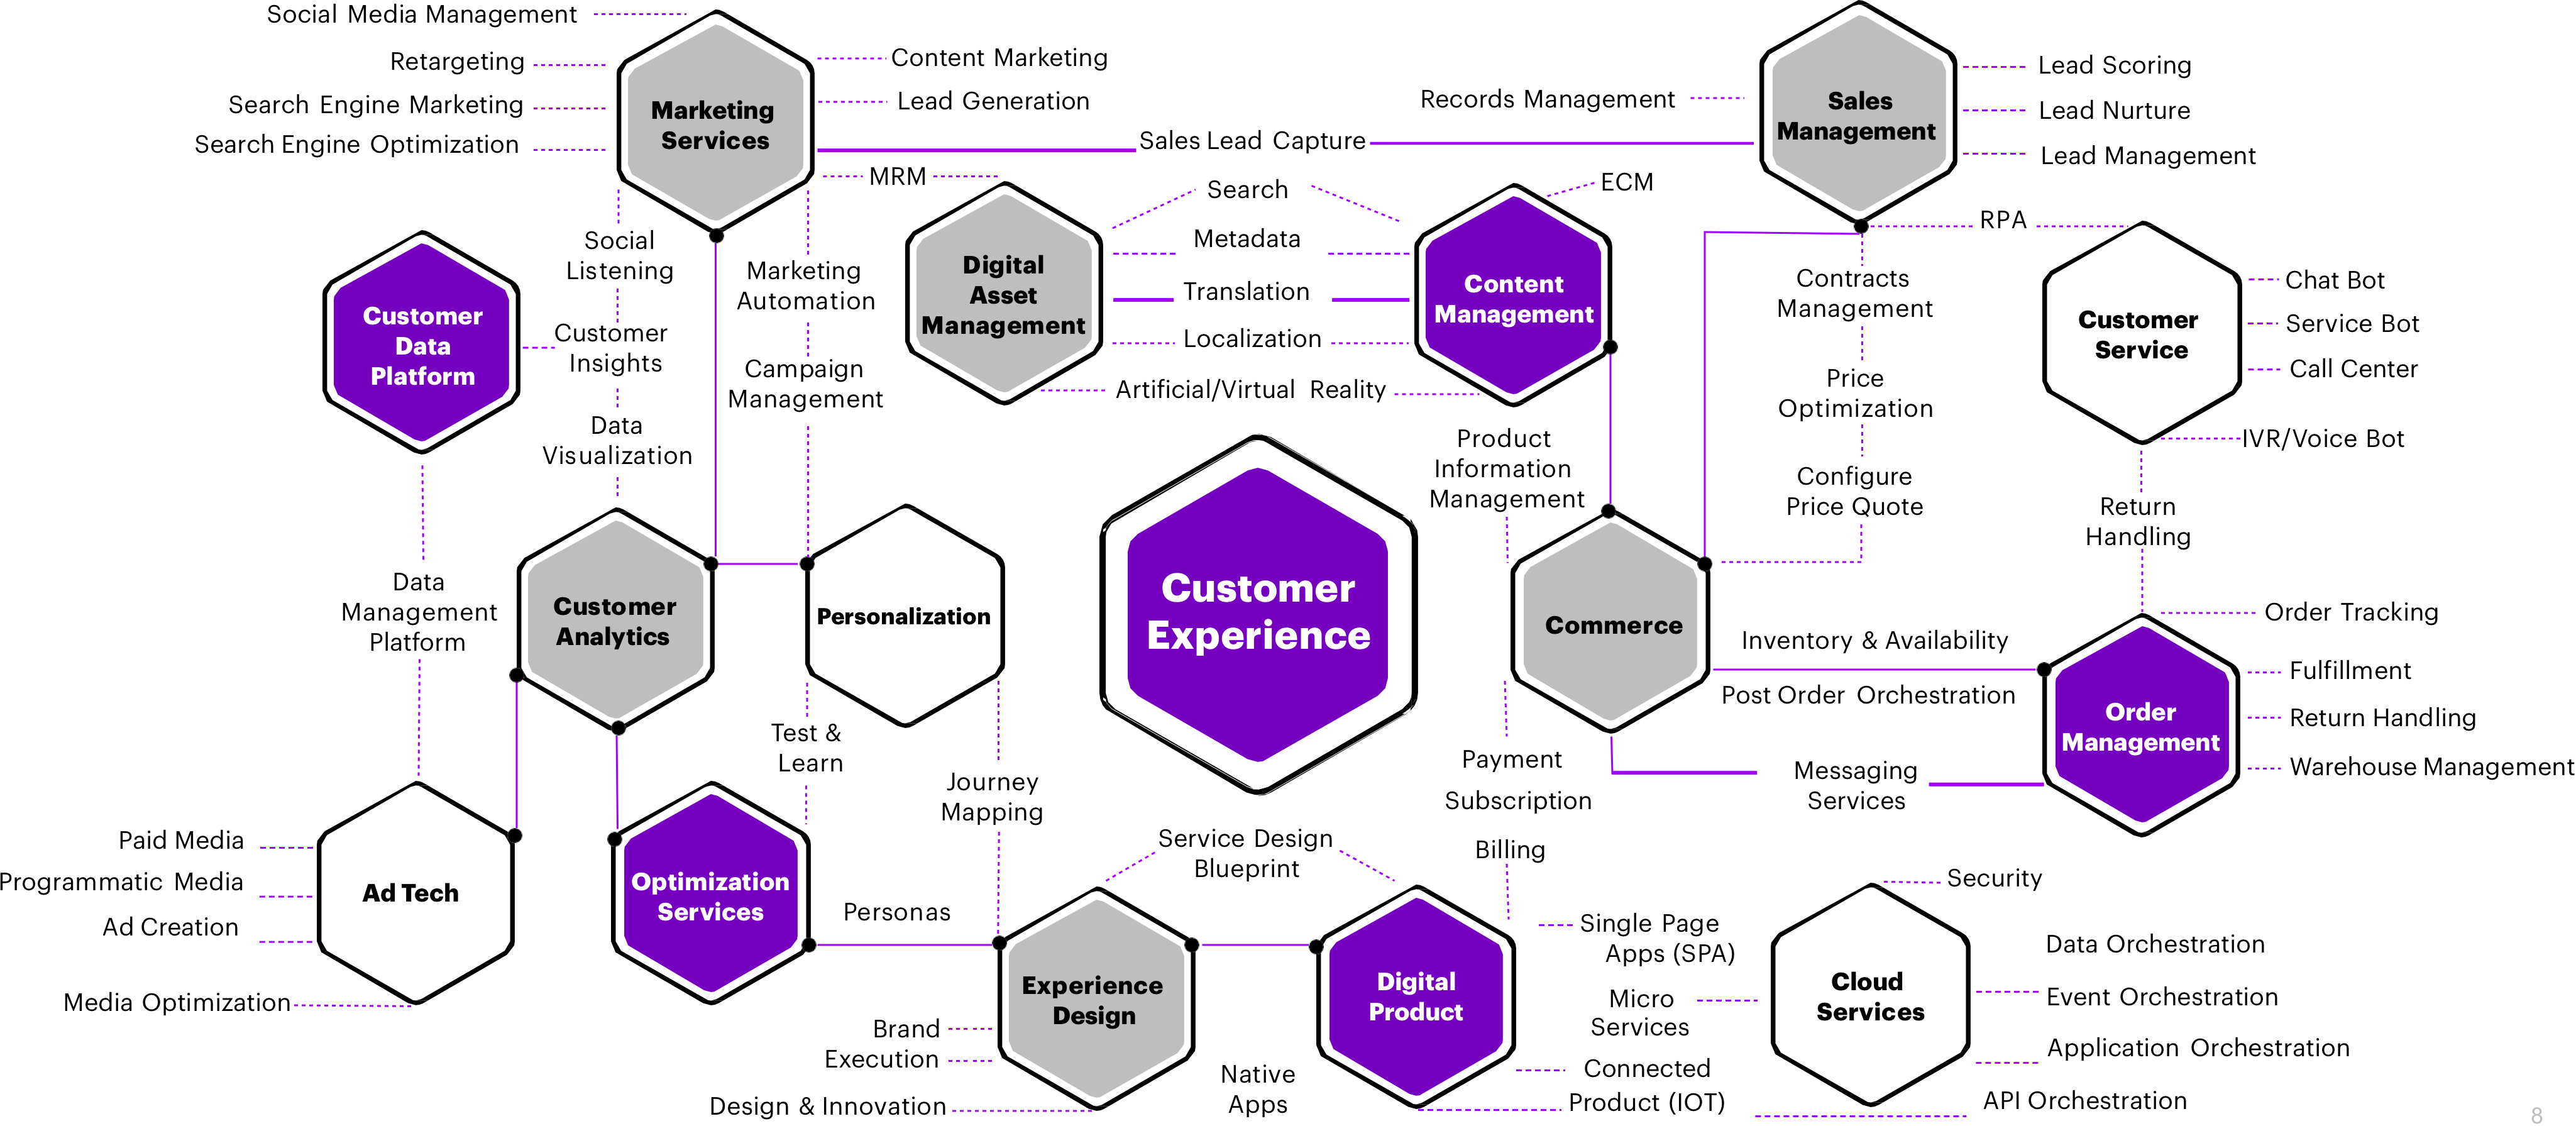 Social Media Management
Retargeting
Search Engine Marketing
Search Engine Optimization
Marketing
Services
Content Marketing
Lead Generation
Sales Lead Capture
MRM
Records Management
Sales
Management
Lead Scoring
Lead Nurture
Lead Management
RPA
Social
Listening
Customer
Insights
Data
Visualization
Marketing
Automation
Campaign
Management
Customer
Data
Platform
Digital
Asset
Management
Search
Metadata
Translation
Localization
Artificial/Virtual Reality
ECM
Content
Management
Contracts
Management
Price
Optimization
Configure
Price Quote
Customer
Service
Chat Bot
Service Bot
Call Center
IVR/Voice Bot
Return
Handling
Product
Information
Management
Data
Management
Platform
Customer
Analytics
Personalization
Customer
Experience
Commerce
Inventory & Availability
Post Order Orchestration
Order Tracking
Fulfillment
Return Handling
Warehouse Management
Order
Management
Messaging
Services
Test &
Learn
Journey
Mapping
Payment
Subscription
Billing
Paid Media
Programmatic Media
Ad Creation
Media Optimization
Ad Tech
Optimization
Services
Personas
Service Design
Blueprint
Experience
Design
Brand
Execution
Design & Innovation
Native
Apps
Digital
Product
Single Page
Apps (SPA)
Micro
Services
Connected
Product (IOT)
Cloud
Services
Security
Data Orchestration
Event Orchestration
Application Orchestration
API Orchestration
8